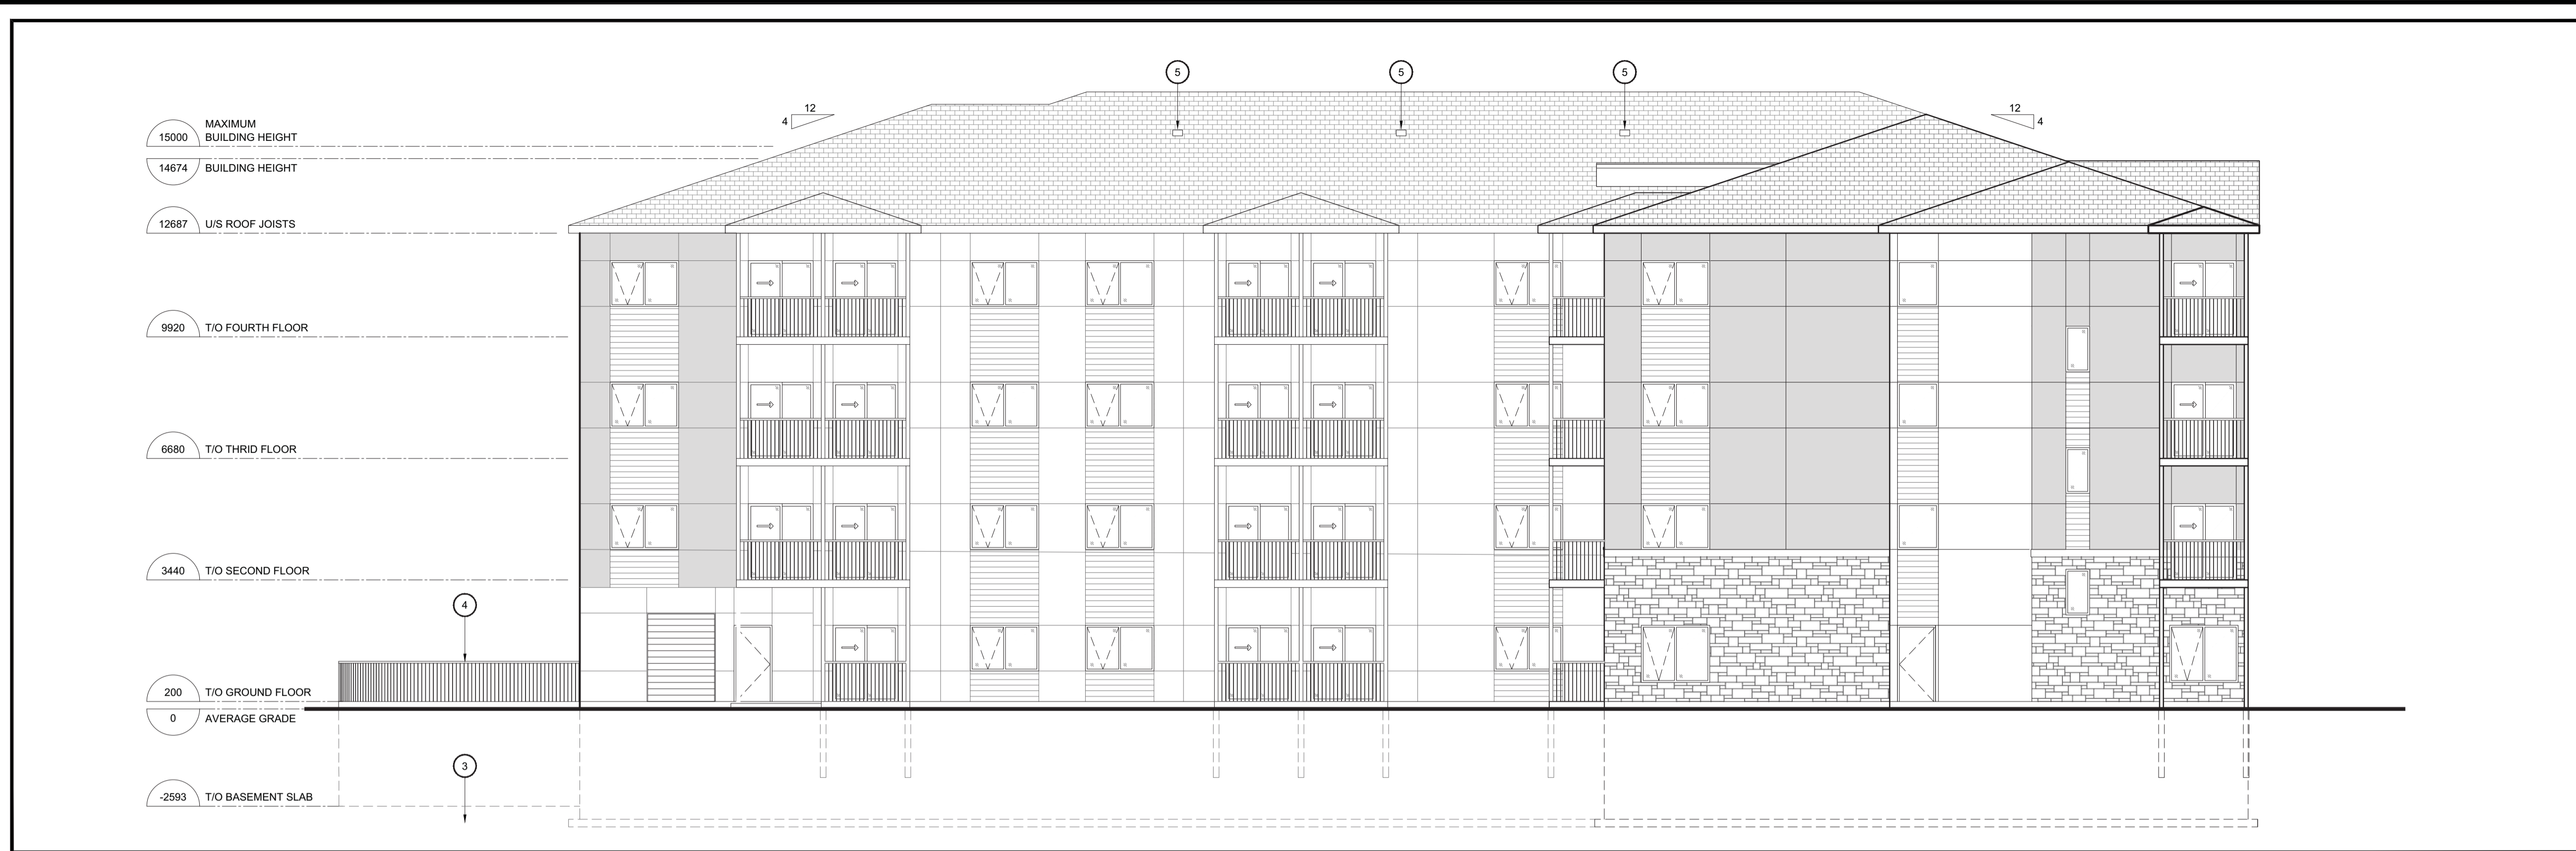 5
5
5
12
4
12
4
MAXIMUM
15000 BUILDING HEIGHT
14674 BUILDING HEIGHT
12687 U/S ROOF JOISTS
9920 T/O FOURTH FLOOR
6680 T/O THRID FLOOR
3440 T/O SECOND FLOOR
4
200 T/O GROUND FLOOR
0 AVERAGE GRADE
3
-2593 T/O BASEMENT SLAB